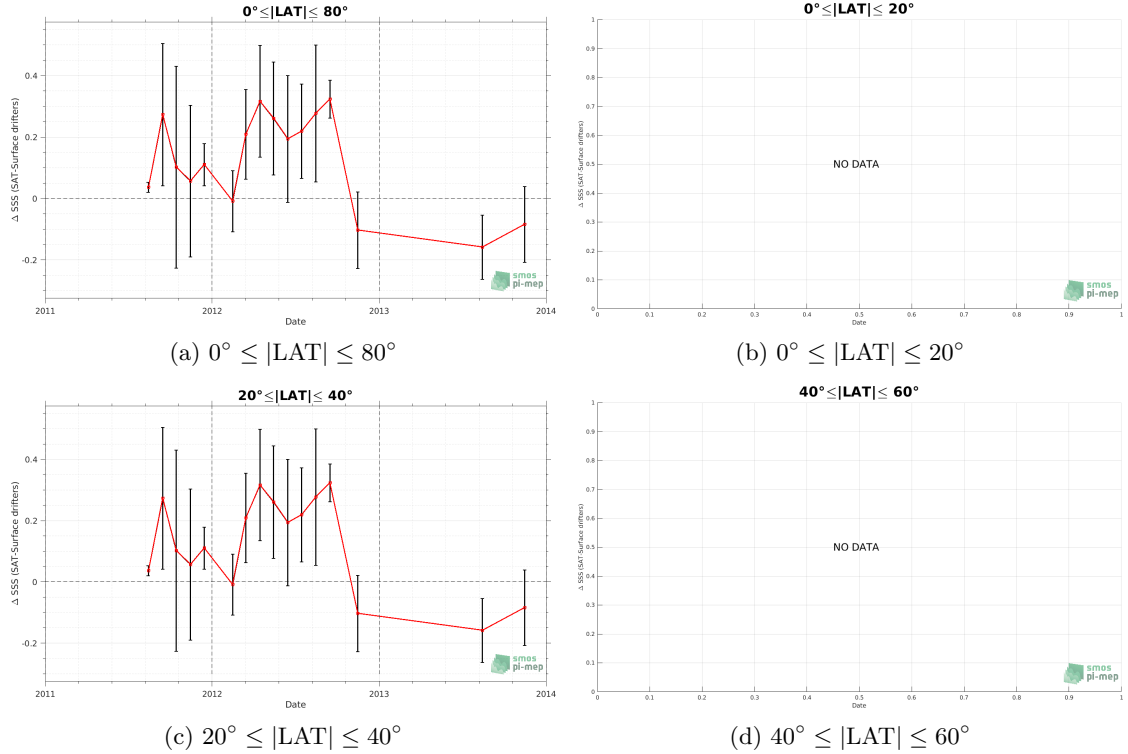 0°≤|LAT|≤ 80°
0.4
0.2
0
-0.2
Δ SSS (SAT-Surface drifters)
2011
2012
2013
2014
Date
smos
pi-mep
(a) 0° ≤ |LAT| ≤ 80°
0°≤|LAT|≤ 20°
1
0.9
0.8
0.7
0.6
0.5
0.4
0.3
0.2
0.1
0
Δ SSS (SAT-Surface drifters)
NO DATA
0
0.1
0.2
0.3
0.4
0.5
0.6
0.7
0.8
0.9
1
Date
smos
pi-mep
(b) 0° ≤ |LAT| ≤ 20°
20°≤|LAT|≤ 40°
0.4
0.2
0
-0.2
Δ SSS (SAT-Surface drifters)
2011
2012
2013
2014
Date
smos
pi-mep
(c) 20° ≤ |LAT| ≤ 40°
40°≤|LAT|≤ 60°
1
0.9
0.8
0.7
0.6
0.5
0.4
0.3
0.2
0.1
0
Δ SSS (SAT-Surface drifters)
NO DATA
0
0.1
0.2
0.3
0.4
0.5
0.6
0.7
0.8
0.9
1
Date
smos
pi-mep
(d) 40° ≤ |LAT| ≤ 60°